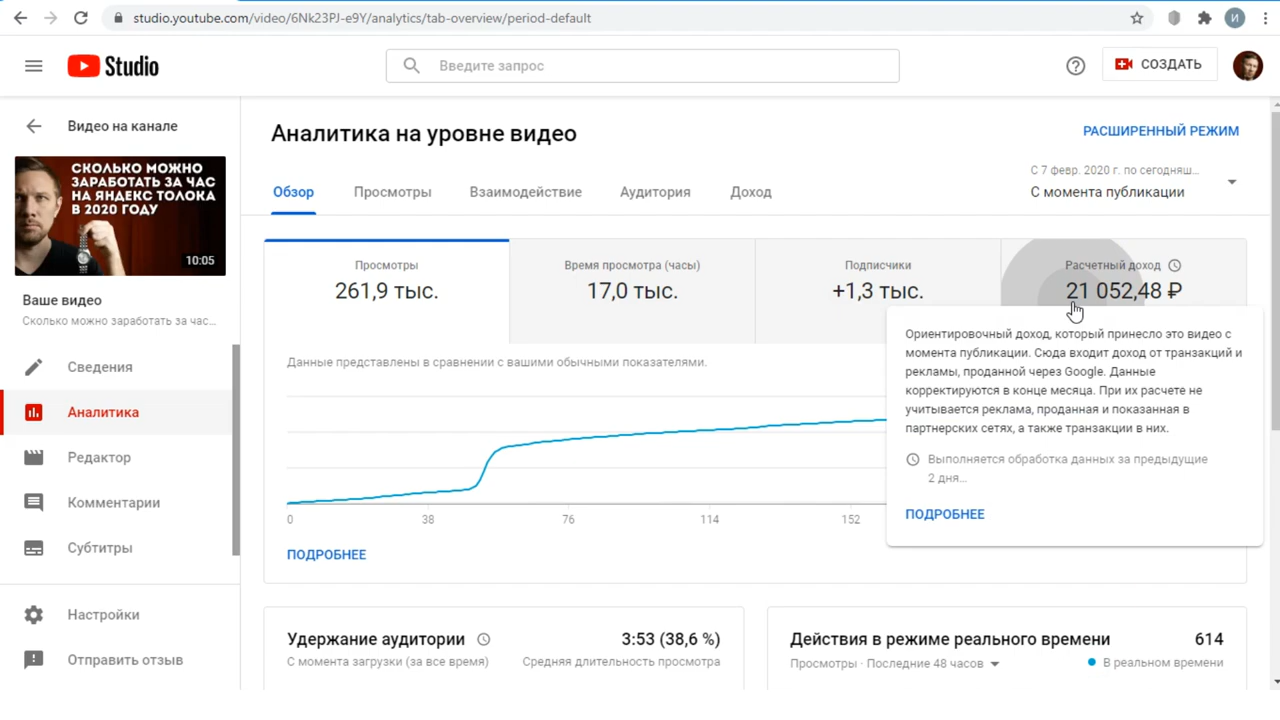 studio.youtube.com/video/6Nk23PJ-e9Y/analytics/tab-overview/period-default
И
Studio
Введите запрос
СОЗДАТЬ
Видео на канале
СКОЛЬКО МОЖНО
ЗАРАБОТАТЬ ЗА ЧАС
НА ЯНДЕКС ТОЛОКА
В 2020 ГОДУ
10:05
Ваше видео
Сколько можно заработать за час...
Сведения
Аналитика
Редактор
Комментарии
Субтитры
Настройки
Отправить отзыв
Аналитика на уровне видео
РАСШИРЕННЫЙ РЕЖИМ
Обзор
Просмотры
Взаимодействие
Аудитория
Доход
С 7 февр. 2020 г. по сегодняш...
С момента публикации
Просмотры
261,9 тыс.
Время просмотра (часы)
17,0 тыс.
Подписчики
+1,3 тыс.
Расчетный доход
21 052,48 ₽
Данные представлены в сравнении с вашими обычными показателями.
0 38 76 114 152
ПОДРОБНЕЕ
Ориентировочный доход, который принесло это видео с
момента публикации. Сюда входит доход от транзакций и
рекламы, проданной через Google. Данные
корректируются в конце месяца. При их расчете не
учитывается реклама, проданная и показанная в
партнерских сетях, а также транзакции в них.
Выполняется обработка данных за предыдущие
2 дня...
ПОДРОБНЕЕ
Удержание аудитории
3:53 (38,6 %)
С момента загрузки (за все время)
Средняя длительность просмотра
Действия в режиме реального времени
614
Просмотры · Последние 48 часов
В реальном времени